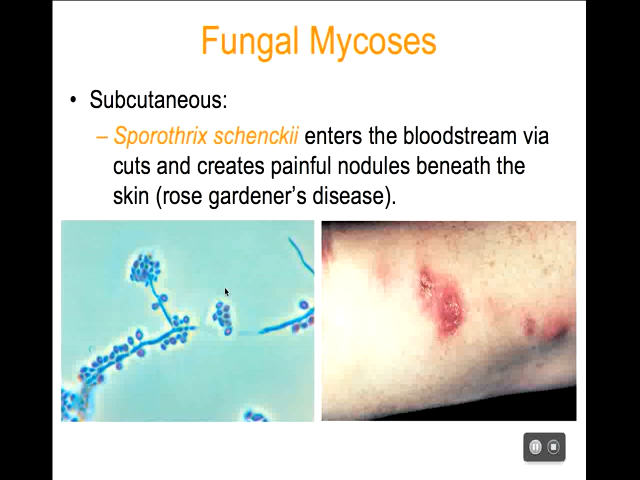 Fungal Mycoses
• Subcutaneous:
– Sporothrix schenckii enters the bloodstream via
cuts and creates painful nodules beneath the
skin (rose gardener’s disease).